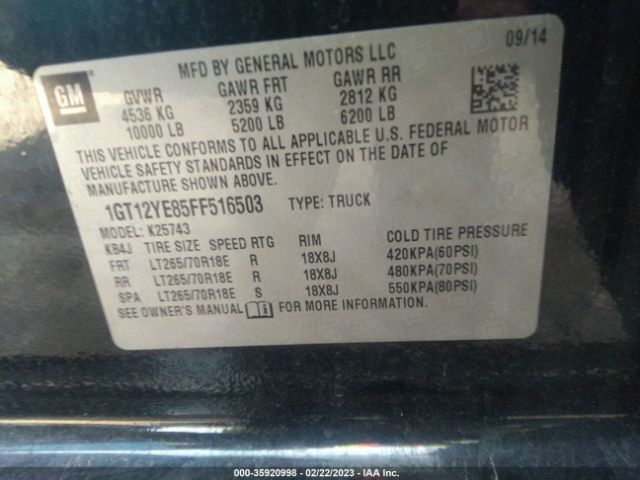 09/14
MFD BY GENERAL MOTORS LLC
GM
GVWR GAWR FRT GAWR RR
4536 KG 2359 KG 2812 KG
10000 LB 5200 LB 6200 LB
THIS VEHICLE CONFORMS TO ALL APPLICABLE U.S. FEDERAL MOTOR
VEHICLE SAFETY STANDARDS IN EFFECT ON THE DATE OF
MANUFACTURE SHOWN ABOVE.
1GT12YE85FF516503 TYPE: TRUCK
MODEL: K25743
KB4J TIRE SIZE SPEED RTG RIM COLD TIRE PRESSURE
FRT LT265/70R18E R 18X8J 420KPA(60PSI)
RR LT265/70R18E R 18X8J 480KPA(70PSI)
SPA LT265/70R18E S 18X8J 550KPA(80PSI)
SEE OWNER'S MANUAL i FOR MORE INFORMATION.
000-35920998 - 02/22/2023 - IAA Inc.